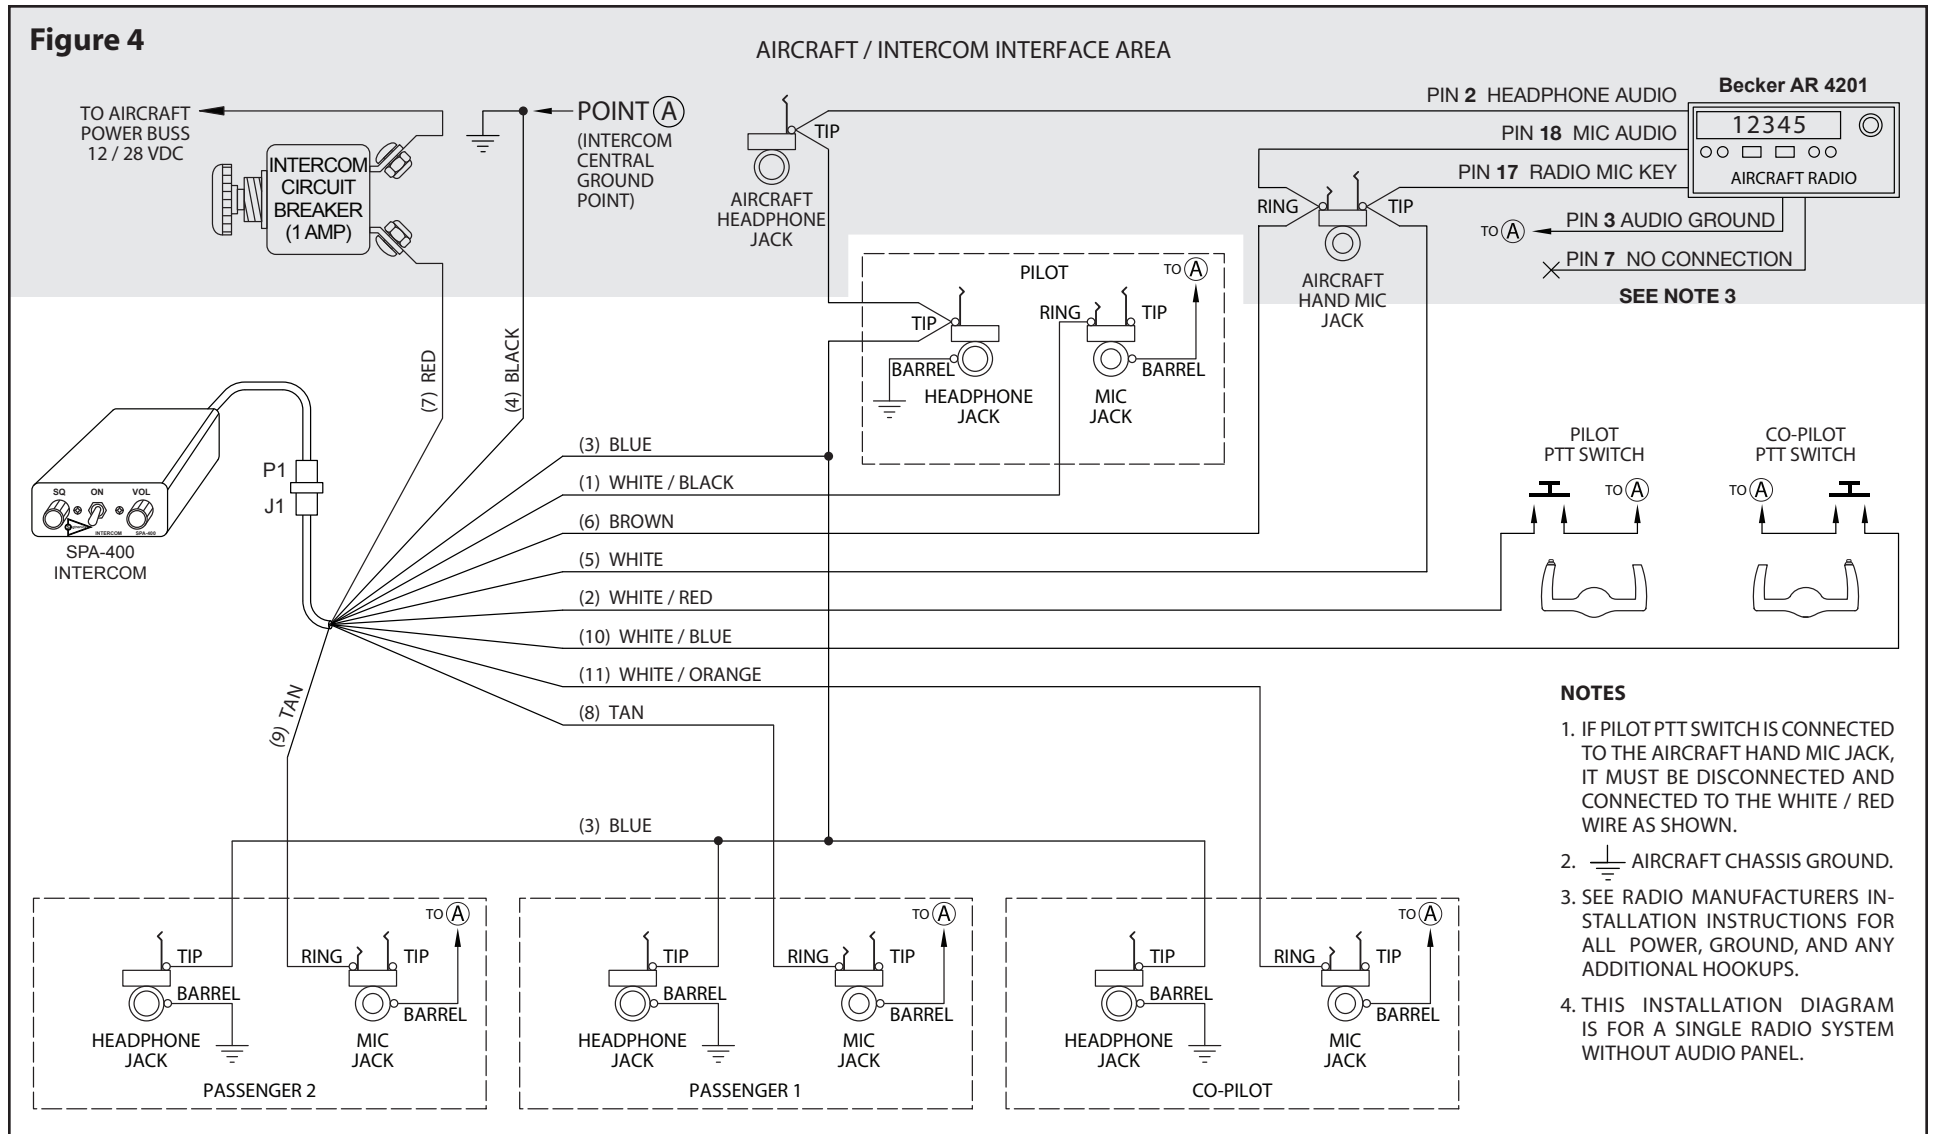 Figure 4
AIRCRAFT / INTERCOM INTERFACE AREA
TO AIRCRAFT
POWER BUSS
12 / 28 VDC
INTERCOM
CIRCUIT
BREAKER
(1 AMP)
POINT A
(INTERCOM
CENTRAL
GROUND
POINT)
TIP
AIRCRAFT
HEADPHONE
JACK
PIN 2 HEADPHONE AUDIO
PIN 18 MIC AUDIO
PIN 17 RADIO MIC KEY
Becker AR 4201
12345
AIRCRAFT RADIO
RING
TIP
AIRCRAFT
HAND MIC
JACK
TO A
PIN 3 AUDIO GROUND
PIN 7 NO CONNECTION
SEE NOTE 3
PILOT
TO A
TIP
RING
TIP
BARREL
BARREL
HEADPHONE
JACK
MIC
JACK
(7) RED
(4) BLACK
P1
J1
SQ
ON
VOL
INTERCOM
SPA-400
SPA-400
INTERCOM
(3) BLUE
(1) WHITE / BLACK
(6) BROWN
(5) WHITE
(2) WHITE / RED
(10) WHITE / BLUE
(11) WHITE / ORANGE
(8) TAN
(9) TAN
(3) BLUE
PILOT
PTT SWITCH
TO A
CO-PILOT
PTT SWITCH
TO A
TIP
RING
TIP
TO A
BARREL
BARREL
HEADPHONE
JACK
MIC
JACK
PASSENGER 2
TIP
RING
TIP
TO A
BARREL
BARREL
HEADPHONE
JACK
MIC
JACK
PASSENGER 1
TIP
RING
TIP
TO A
BARREL
BARREL
HEADPHONE
JACK
MIC
JACK
CO-PILOT
NOTES
1. IF PILOT PTT SWITCH IS CONNECTED
TO THE AIRCRAFT HAND MIC JACK,
IT MUST BE DISCONNECTED AND
CONNECTED TO THE WHITE / RED
WIRE AS SHOWN.
2. AIRCRAFT CHASSIS GROUND.
3. SEE RADIO MANUFACTURERS IN-
STALLATION INSTRUCTIONS FOR
ALL POWER, GROUND, AND ANY
ADDITIONAL HOOKUPS.
4. THIS INSTALLATION DIAGRAM
IS FOR A SINGLE RADIO SYSTEM
WITHOUT AUDIO PANEL.